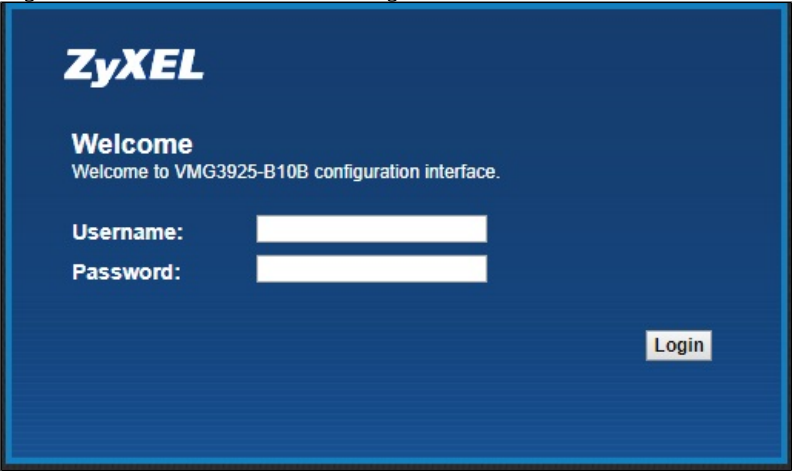 ZyXEL
Welcome
Welcome to VMG3925-B10B configuration interface.
Username:
Password:
Login